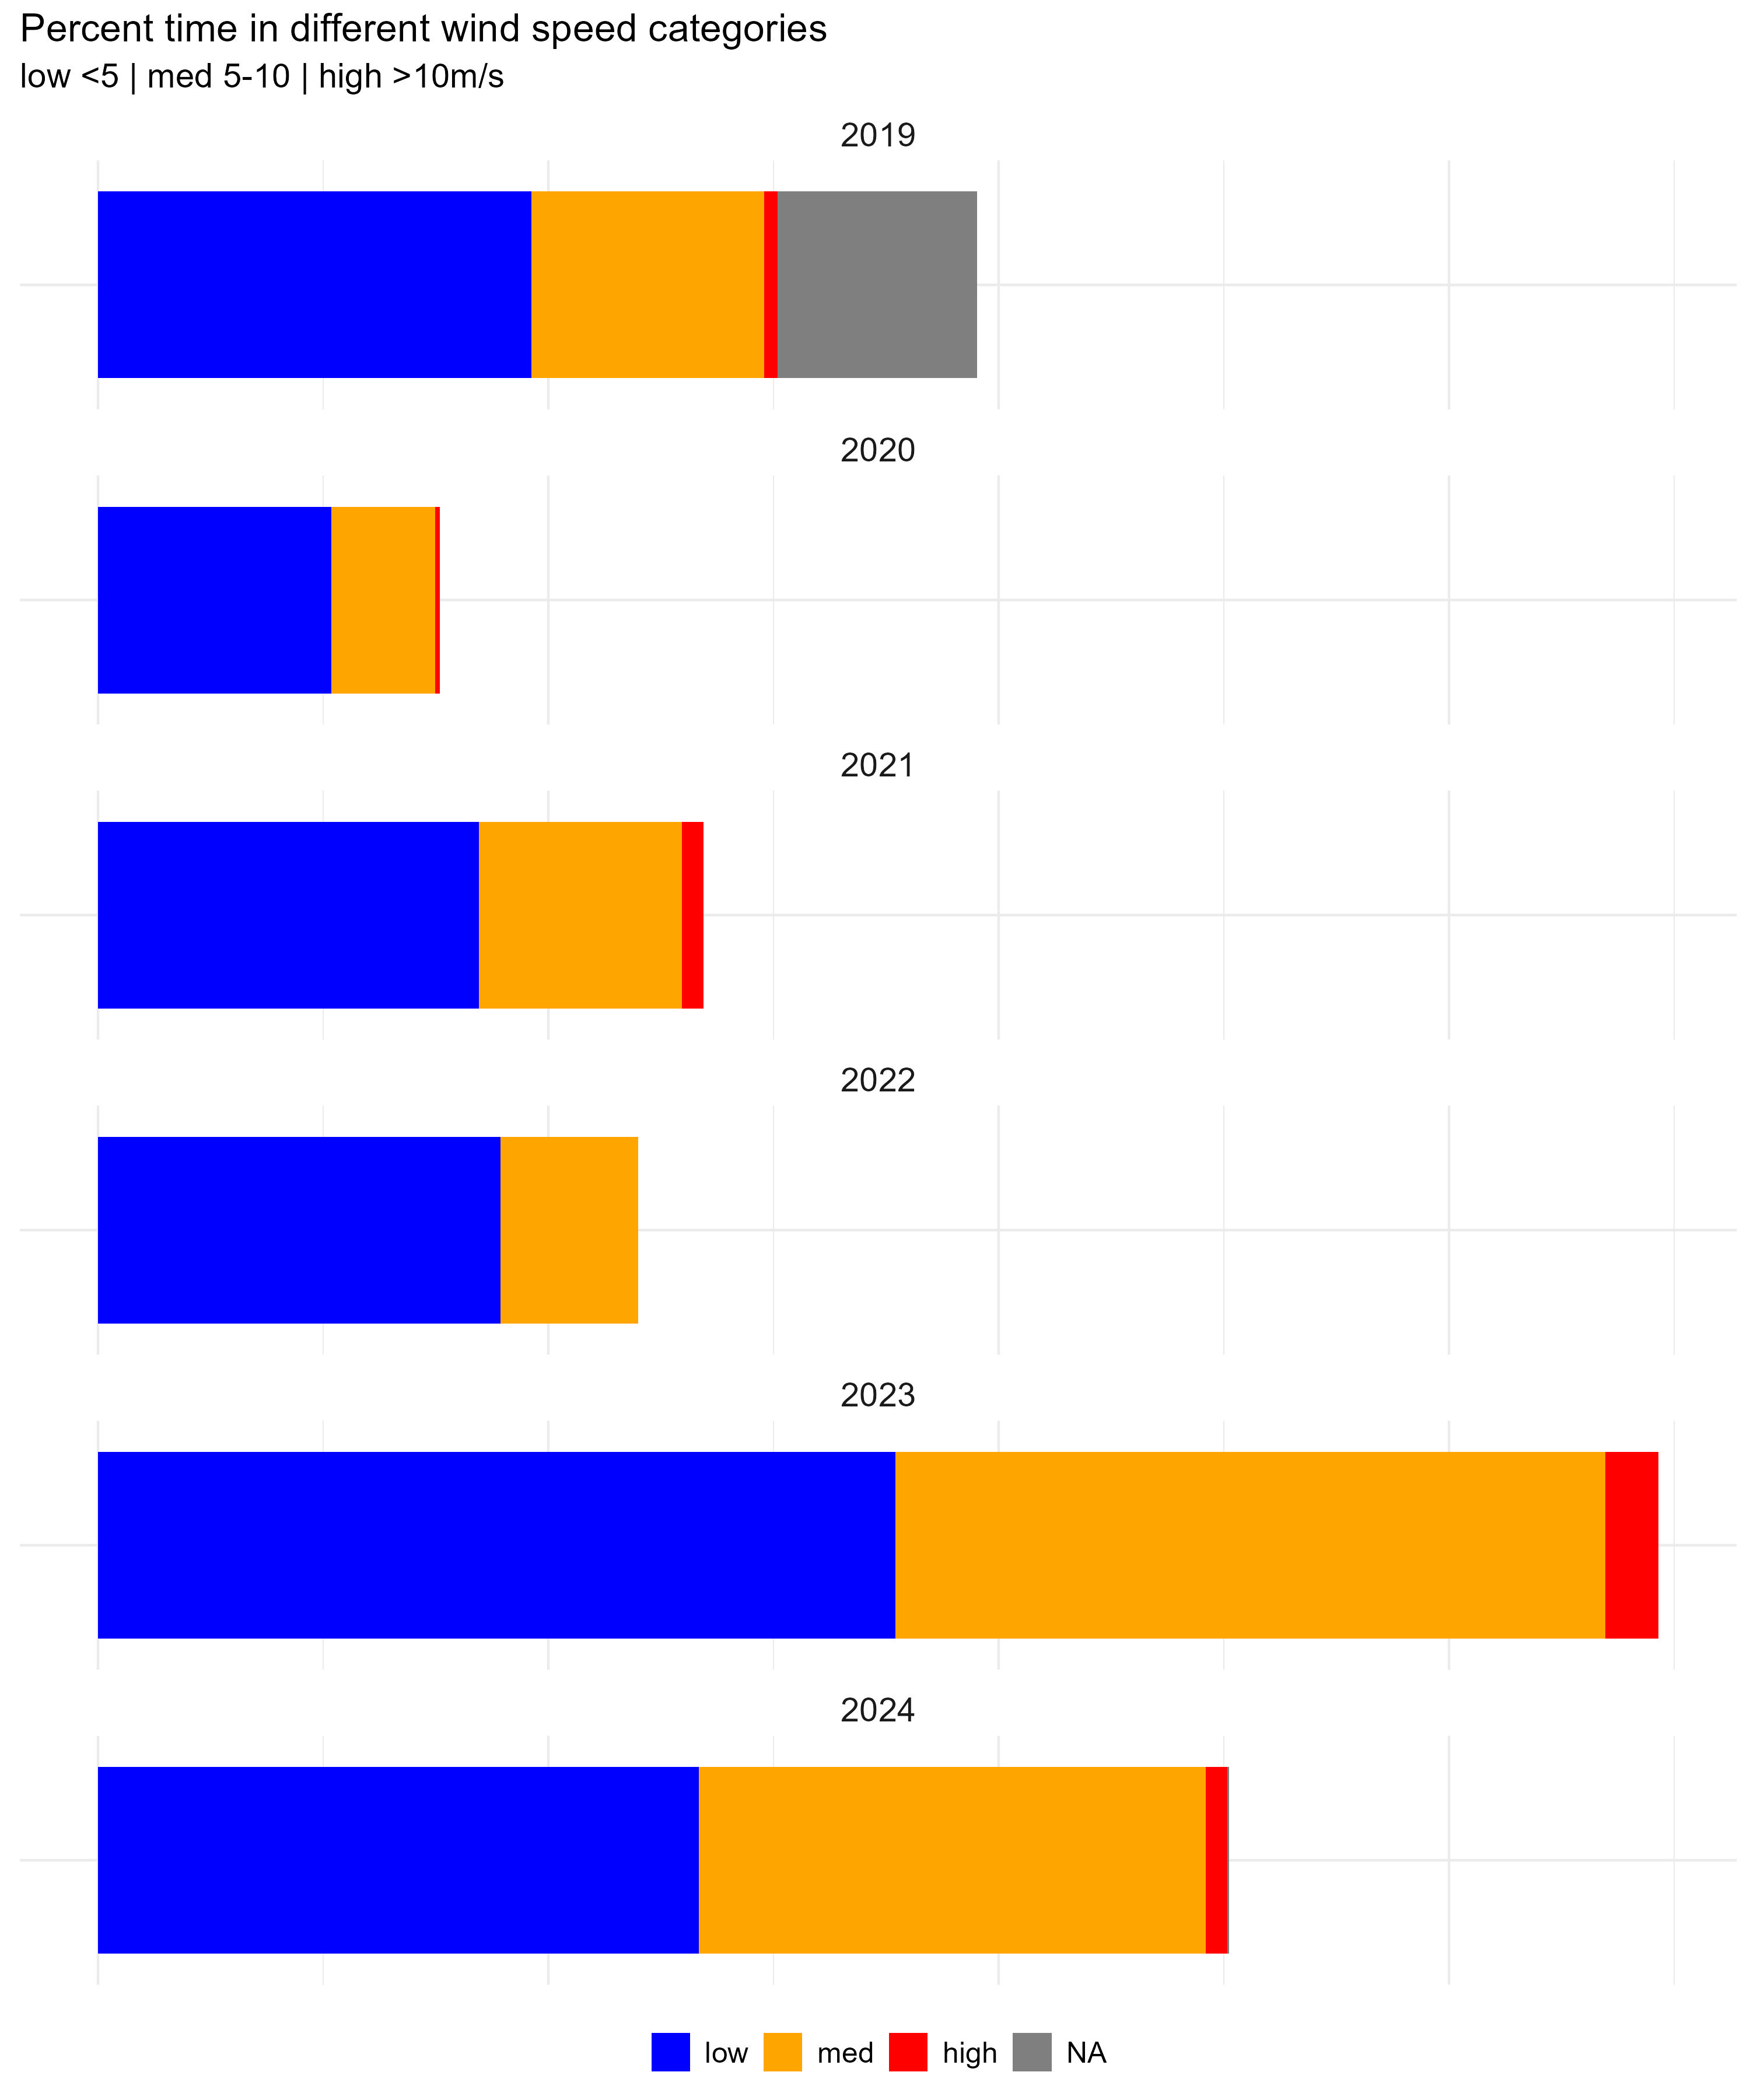 Percent time in different wind speed categories
low <5 | med 5-10 | high >10m/s
2019
2020
2021
2022
2023
2024
low med high NA